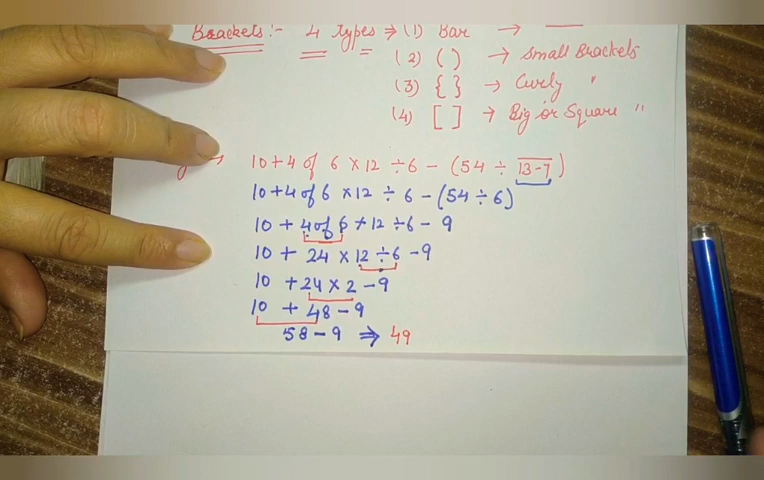 Brackets:- 4 types ⇒ (1) Bar →
(2) ( ) → Small Brackets
(3) { } → Curly "
(4) [ ] → Big or Square "
→ 10 + 4 of 6 × 12 ÷ 6 - (54 ÷ 13-7)
10 + 4 of 6 × 12 ÷ 6 - (54 ÷ 6)
10 + 4 of 6 × 12 ÷ 6 - 9
10 + 24 × 12 ÷ 6 - 9
10 + 24 × 2 - 9
10 + 48 - 9
58 - 9 ⇒ 49